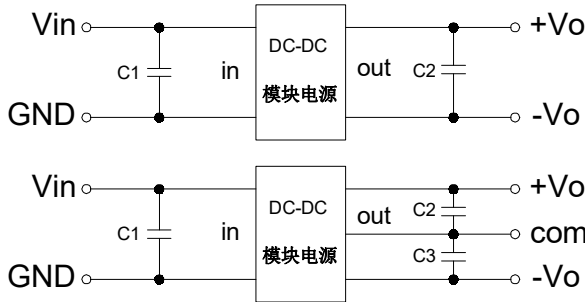 Vin DC-DC +Vo
C1 in 模块电源 out C2
GND -Vo
Vin DC-DC +Vo
C1 in 模块电源 out C2
com
C3
GND -Vo